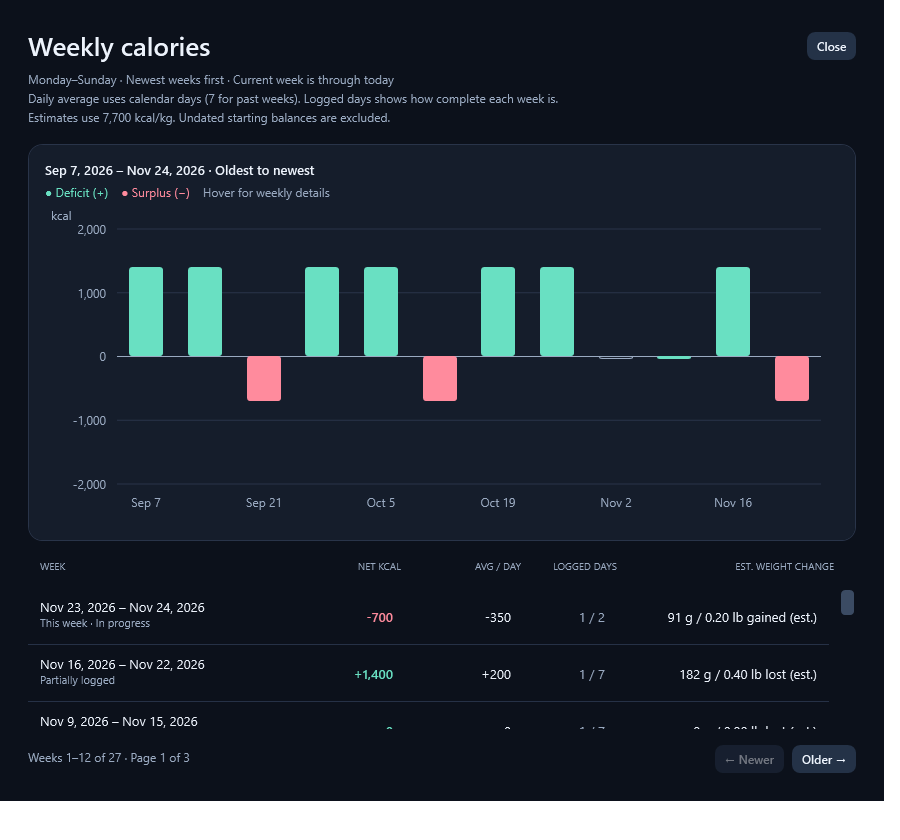 Weekly calories
Close
Monday–Sunday · Newest weeks first · Current week is through today
Daily average uses calendar days (7 for past weeks). Logged days shows how complete each week is.
Estimates use 7,700 kcal/kg. Undated starting balances are excluded.
Sep 7, 2026 – Nov 24, 2026 · Oldest to newest
● Deficit (+) ● Surplus (−) Hover for weekly details
kcal
2,000
1,000
0
-1,000
-2,000
Sep 7 Sep 21 Oct 5 Oct 19 Nov 2 Nov 16
WEEK NET KCAL AVG / DAY LOGGED DAYS EST. WEIGHT CHANGE
Nov 23, 2026 – Nov 24, 2026
This week · In progress
-700 -350 1 / 2 91 g / 0.20 lb gained (est.)
Nov 16, 2026 – Nov 22, 2026
Partially logged
+1,400 +200 1 / 7 182 g / 0.40 lb lost (est.)
Nov 9, 2026 – Nov 15, 2026
Weeks 1–12 of 27 · Page 1 of 3
← Newer Older →